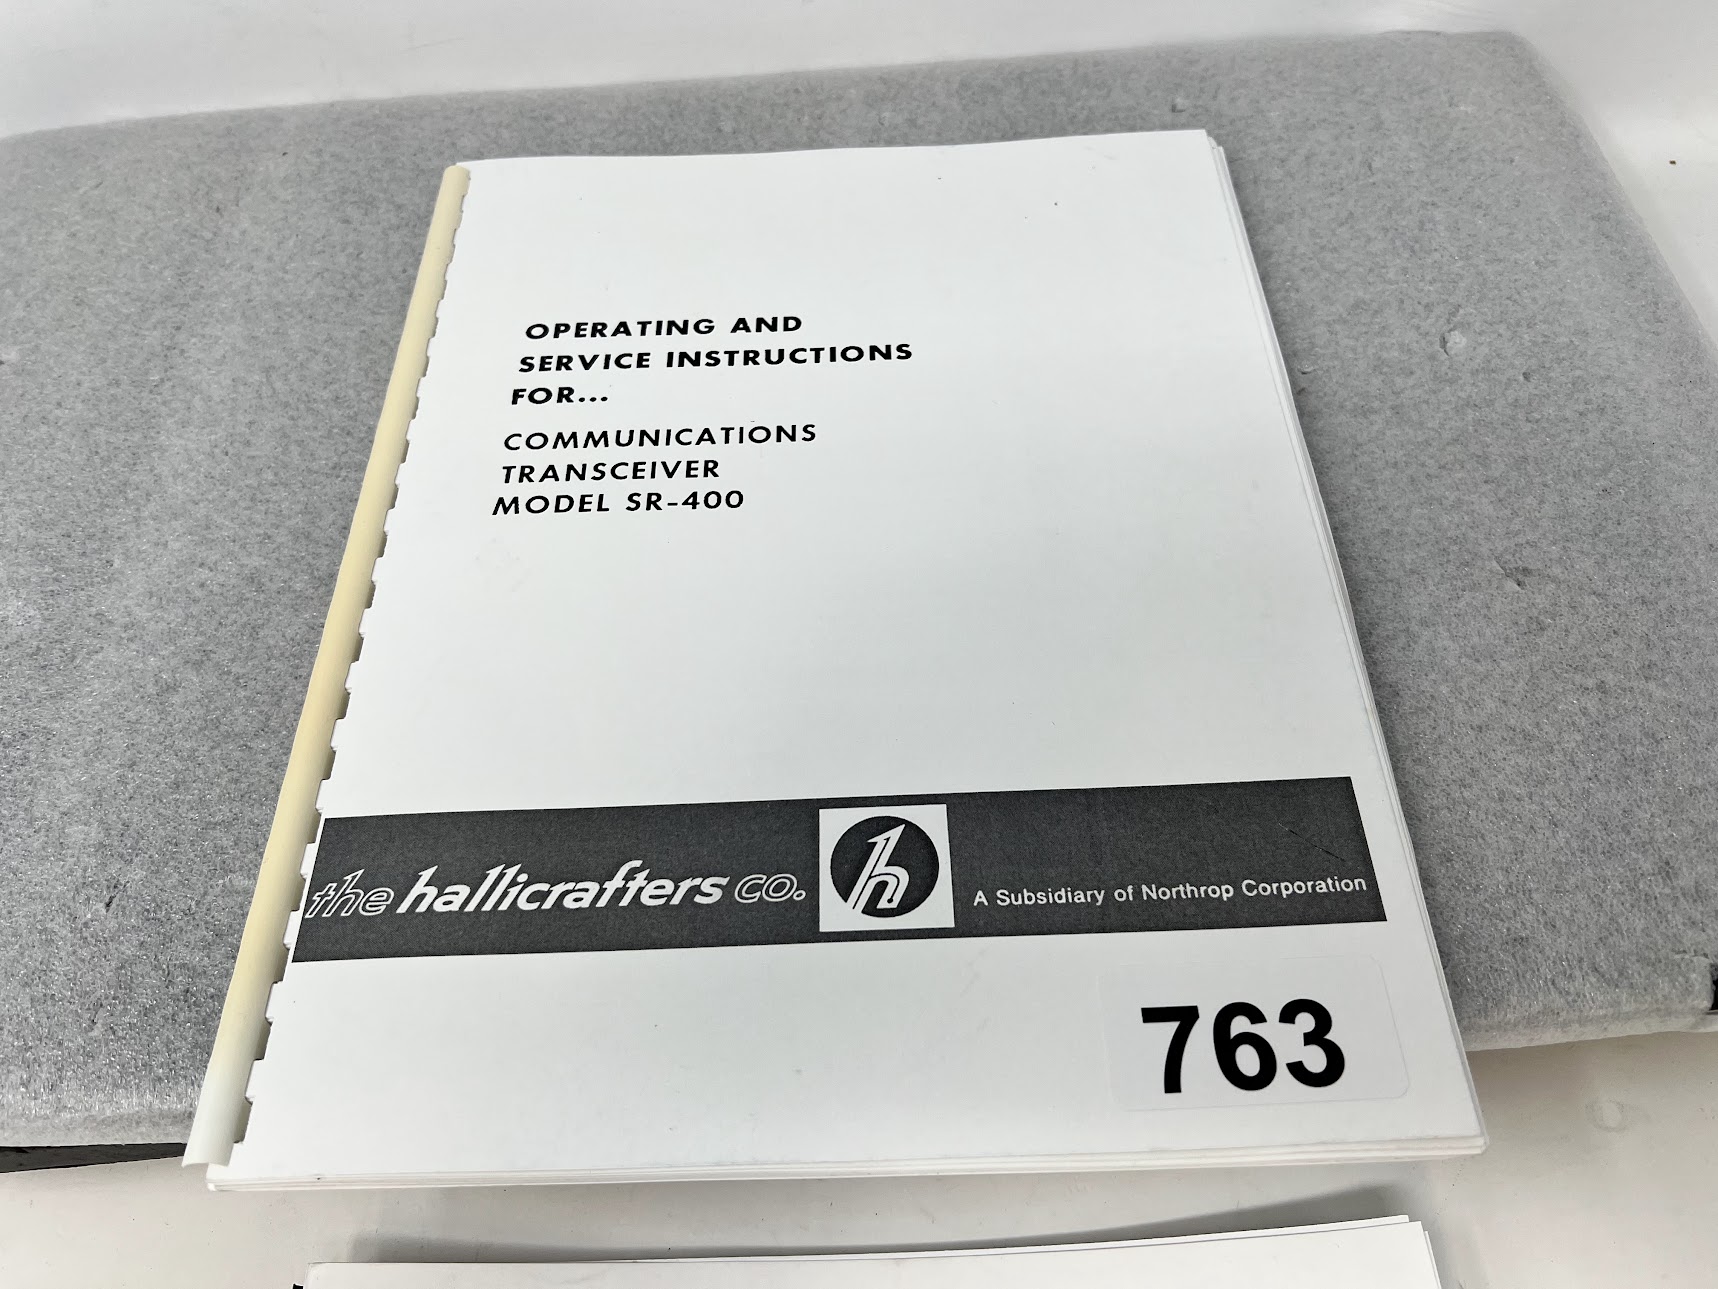 OPERATING AND
SERVICE INSTRUCTIONS
FOR...
COMMUNICATIONS
TRANSCEIVER
MODEL SR-400
the hallicrafters co. h A Subsidiary of Northrop Corporation
763